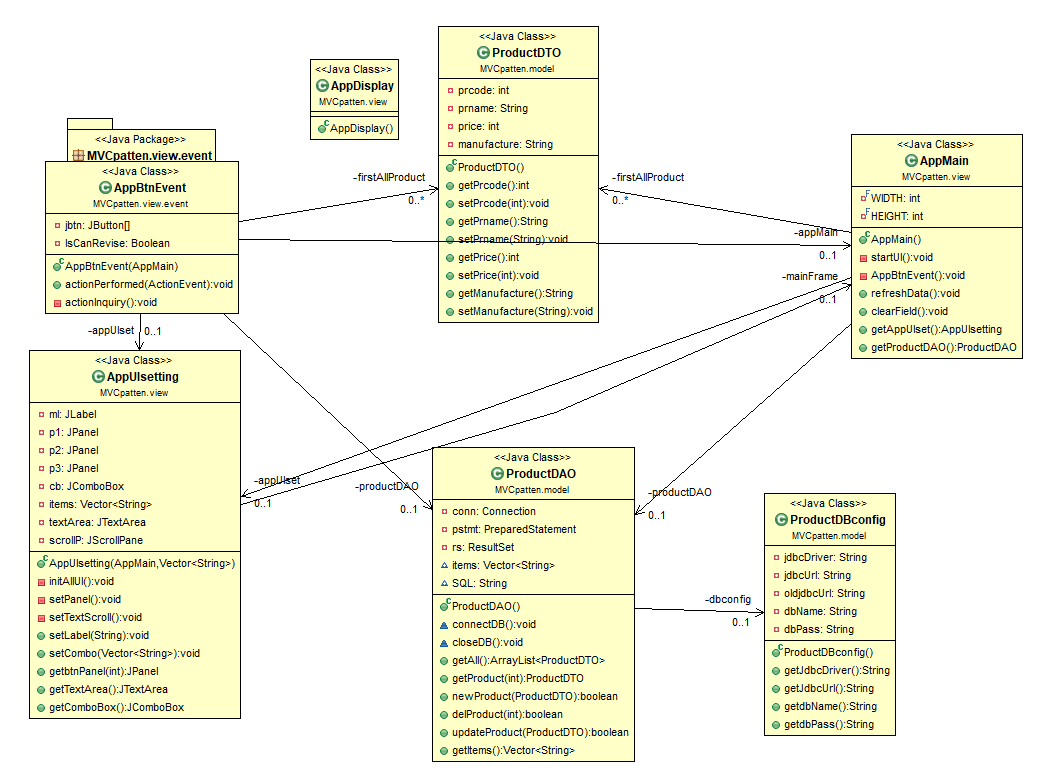 <<Java Class>>
ProductDTO
MVCpatten.model
prcode: int
prname: String
price: int
manufacture: String
ProductDTO()
getPrcode():int
setPrcode(int):void
getPrname():String
setPrname(String):void
getPrice():int
setPrice(int):void
getManufacture():String
setManufacture(String):void
<<Java Class>>
AppDisplay
MVCpatten.view
AppDisplay()
<<Java Package>>
MVCpatten.view.event
<<Java Class>>
AppBtnEvent
MVCpatten.view.event
jbtn: JButton[]
IsCanRevise: Boolean
AppBtnEvent(AppMain)
actionPerformed(ActionEvent):void
actionInquiry():void
<<Java Class>>
AppMain
MVCpatten.view
WIDTH: int
HEIGHT: int
AppMain()
startUI():void
AppBtnEvent():void
refreshData():void
clearField():void
getAppUIset():AppUIsetting
getProductDAO():ProductDAO
-firstAllProduct
0..*
-firstAllProduct
0..*
-appMain
0..1
-mainFrame
0..1
-appUIset
0..1
<<Java Class>>
AppUIsetting
MVCpatten.view
ml: JLabel
p1: JPanel
p2: JPanel
p3: JPanel
cb: JComboBox
items: Vector<String>
textArea: JTextArea
scrollP: JScrollPane
AppUIsetting(AppMain,Vector<String>)
initAllUI():void
setPanel():void
setTextScroll():void
setLabel(String):void
setCombo(Vector<String>):void
getbtnPanel(int):JPanel
getTextArea():JTextArea
getComboBox():JComboBox
-appUIset
0..1
-productDAO
0..1
<<Java Class>>
ProductDAO
MVCpatten.model
conn: Connection
pstmt: PreparedStatement
rs: ResultSet
items: Vector<String>
SQL: String
ProductDAO()
connectDB():void
closeDB():void
getAll():ArrayList<ProductDTO>
getProduct(int):ProductDTO
newProduct(ProductDTO):boolean
delProduct(int):boolean
updateProduct(ProductDTO):boolean
getItems():Vector<String>
-productDAO
0..1
-dbconfig
0..1
<<Java Class>>
ProductDBconfig
MVCpatten.model
jdbcDriver: String
jdbcUrl: String
oldjdbcUrl: String
dbName: String
dbPass: String
ProductDBconfig()
getJdbcDriver():String
getJdbcUrl():String
getdbName():String
getdbPass():String